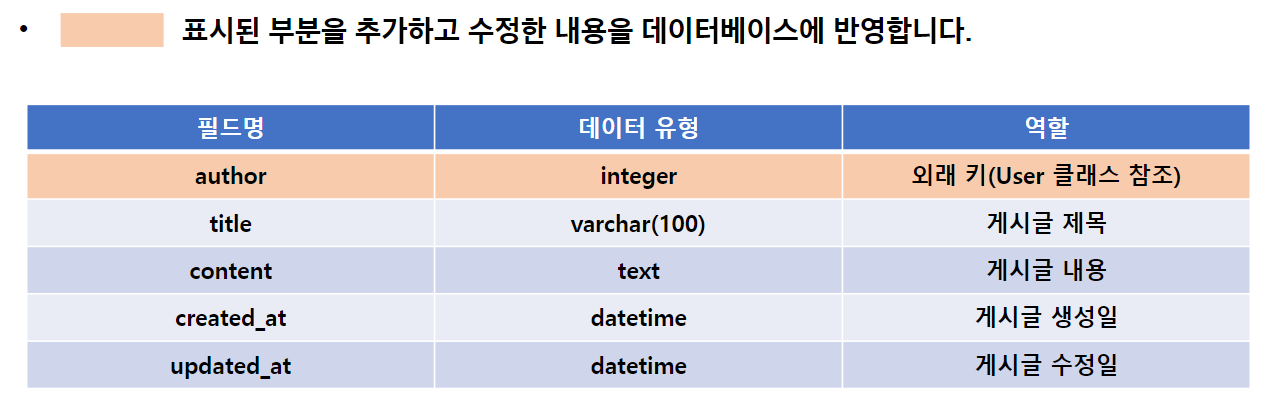 • 표시된 부분을 추가하고 수정한 내용을 데이터베이스에 반영합니다.
필드명 데이터 유형 역할
author integer 외래 키(User 클래스 참조)
title varchar(100) 게시글 제목
content text 게시글 내용
created_at datetime 게시글 생성일
updated_at datetime 게시글 수정일